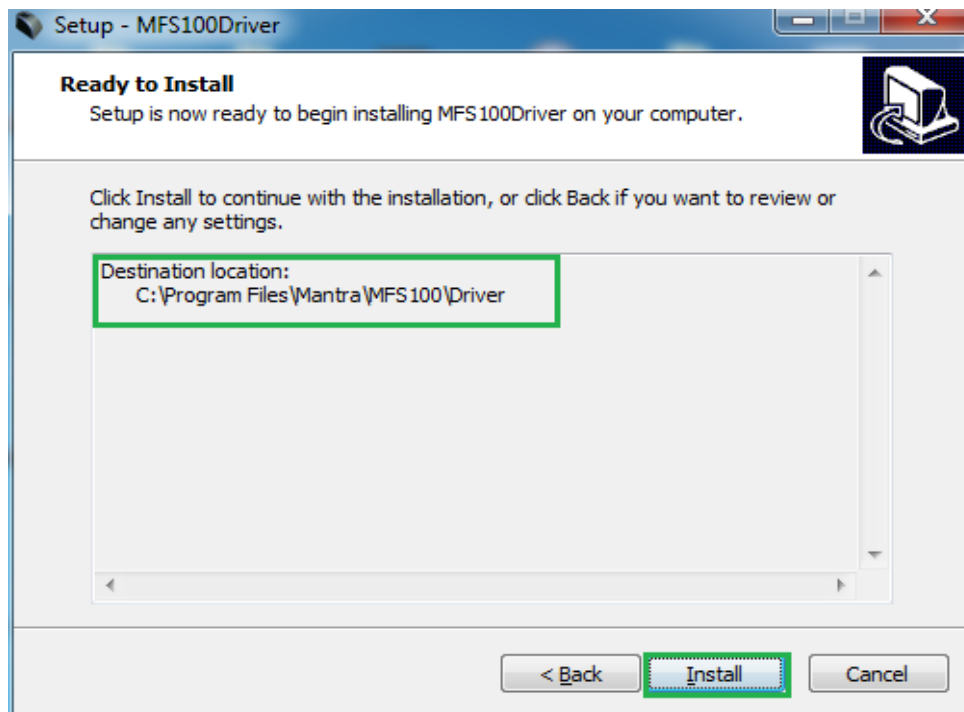 Setup - MFS100Driver
Ready to Install
Setup is now ready to begin installing MFS100Driver on your computer.
Click Install to continue with the installation, or click Back if you want to review or
change any settings.
Destination location:
C:\Program Files\Mantra\MFS100\Driver
< Back
Install
Cancel